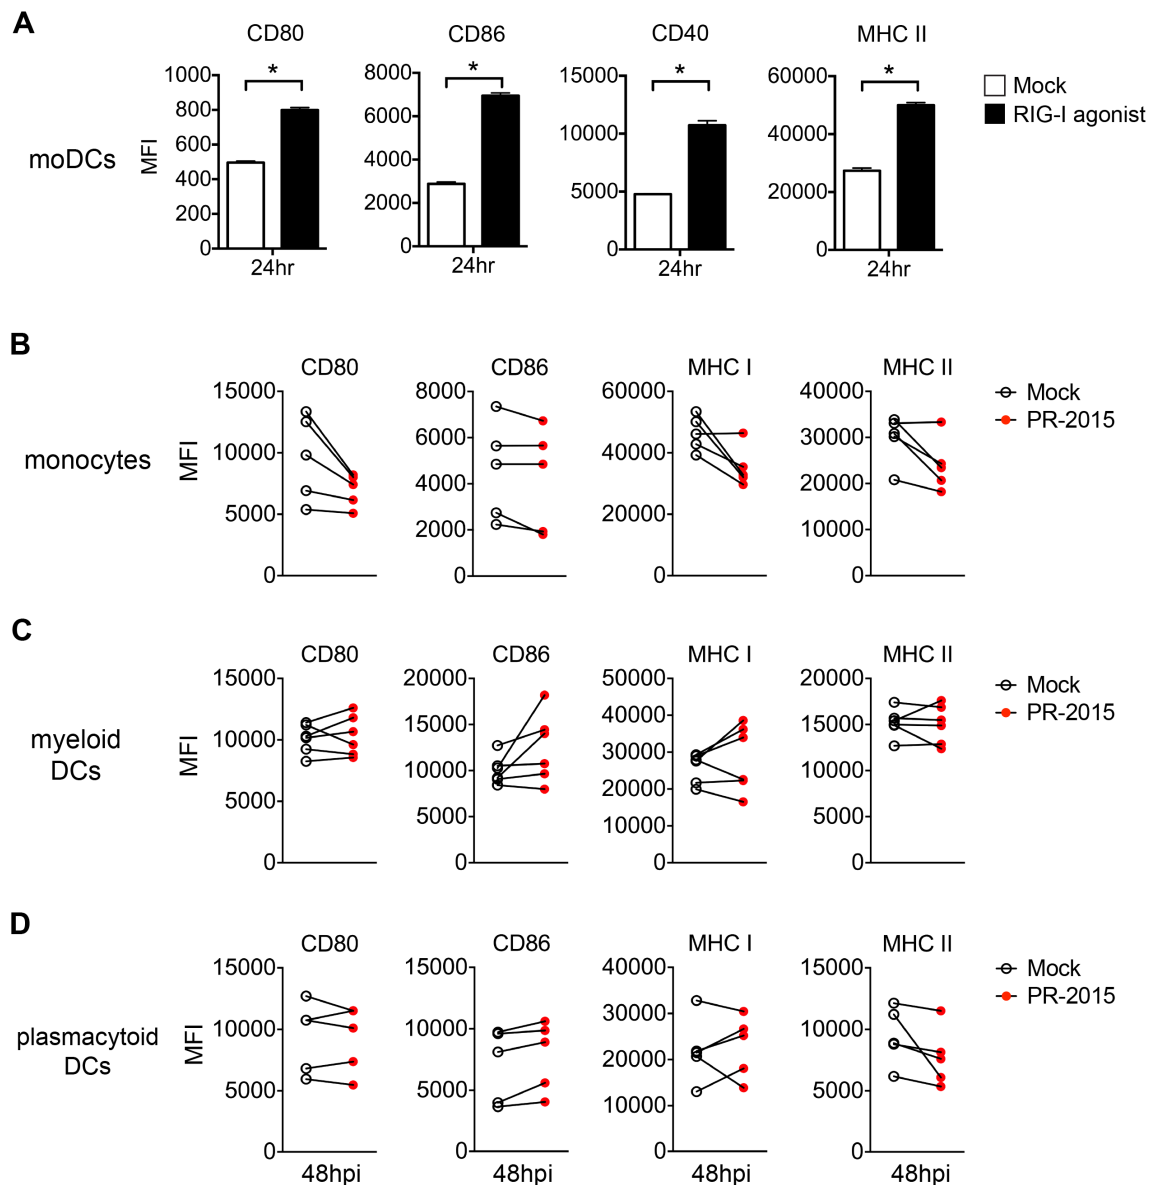 A
CD80
CD86
CD40
MHC II
moDCs
MFI
1000
800
600
400
200
0
*
24hr
8000
6000
4000
2000
0
*
24hr
15000
10000
5000
0
*
24hr
60000
40000
20000
0
*
24hr
Mock
RIG-I agonist
B
CD80
CD86
MHC I
MHC II
monocytes
MFI
15000
10000
5000
0
8000
6000
4000
2000
0
60000
40000
20000
0
40000
30000
20000
10000
0
Mock
PR-2015
C
CD80
CD86
MHC I
MHC II
myeloid
DCs
MFI
15000
10000
5000
0
20000
15000
10000
5000
0
50000
40000
30000
20000
10000
0
20000
15000
10000
5000
0
Mock
PR-2015
D
CD80
CD86
MHC I
MHC II
plasmacytoid
DCs
MFI
15000
10000
5000
0
48hpi
15000
10000
5000
0
48hpi
40000
30000
20000
10000
0
48hpi
15000
10000
5000
0
48hpi
Mock
PR-2015